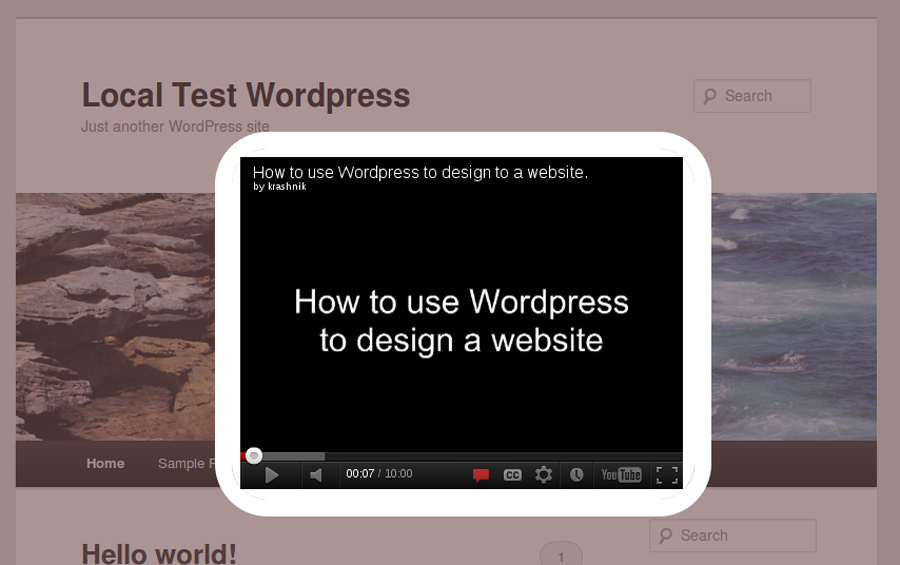 Local Test Wordpress
Just another WordPress site
Search
How to use Wordpress to design to a website.
by krashnik
How to use Wordpress
to design a website
00:07 / 10:00
CC
YouTube
Home
Sample P
Search
Hello world!
1